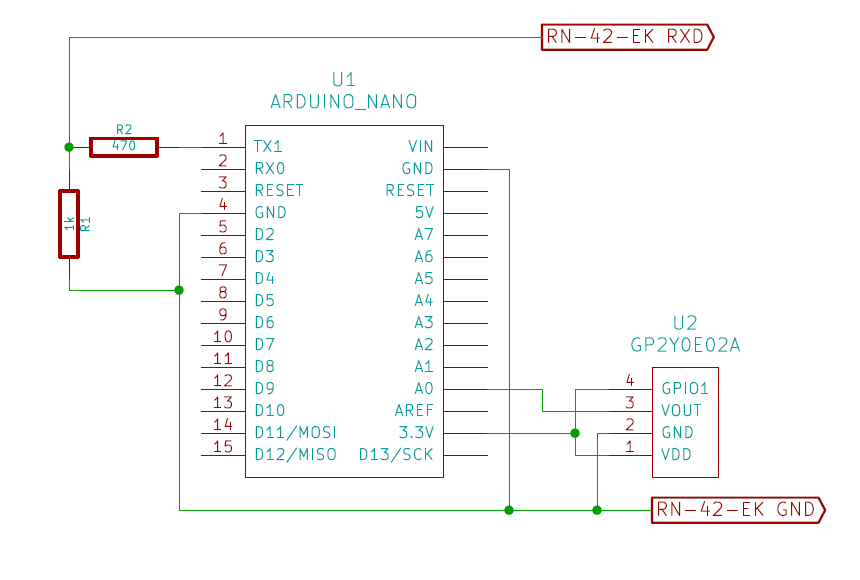 RN-42-EK RXD
U1
ARDUINO_NANO
R2
470
1k
R1
1 TX1
2 RX0
3 RESET
4 GND
5 D2
6 D3
7 D4
8 D5
9 D6
10 D7
11 D8
12 D9
13 D10
14 D11/MOSI
15 D12/MISO
VIN
GND
RESET
5V
A7
A6
A5
A4
A3
A2
A1
A0
AREF
3.3V
D13/SCK
U2
GP2Y0E02A
4 GPIO1
3 VOUT
2 GND
1 VDD
RN-42-EK GND